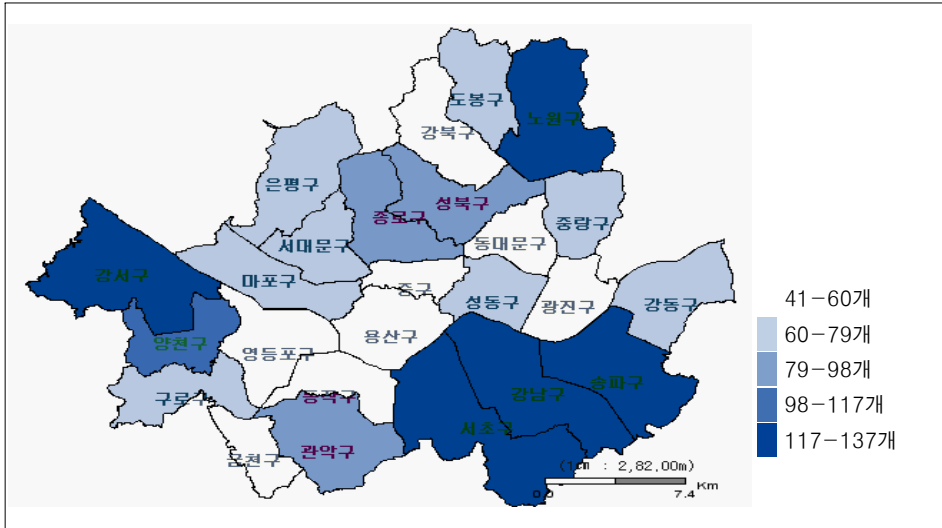 도봉구
노원구
강북구
은평구
성북구
종로구
중랑구
서대문구
동대문구
강서구
마포구
중구
성동구
광진구
강동구
양천구
영등포구
용산구
송파구
구로구
동작구
강남구
서초구
금천구
관악구
(1cm : 2,82.00m)
0.0 7.4 Km
41-60개
60-79개
79-98개
98-117개
117-137개